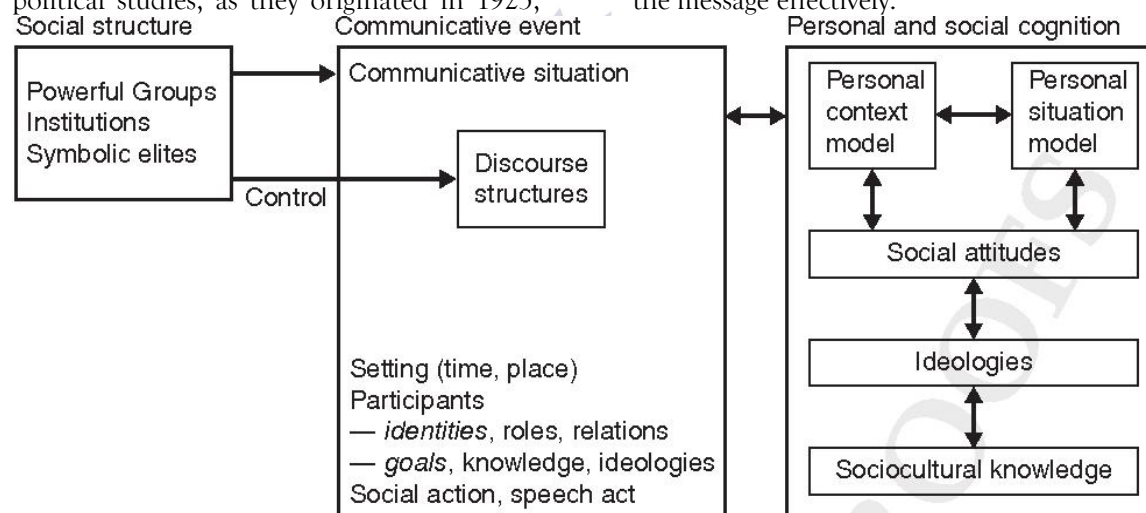 political studies, as they originated in 1925,
the message effectively.
Social structure
Powerful Groups
Institutions
Symbolic elites
Control
Communicative event
Communicative situation
Discourse
structures
Setting (time, place)
Participants
— identities, roles, relations
— goals, knowledge, ideologies
Social action, speech act
Personal and social cognition
Personal
context
model
Personal
situation
model
Social attitudes
Ideologies
Sociocultural knowledge